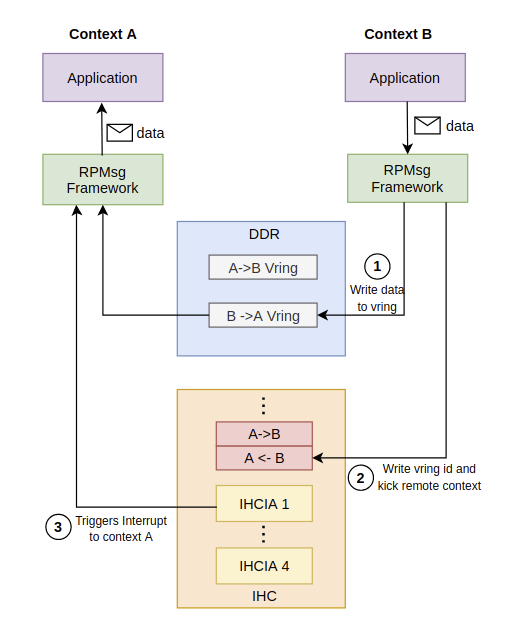 Context A
Context B
Application
Application
data
data
RPMsg
Framework
RPMsg
Framework
DDR
A->B Vring
B ->A Vring
1
Write data
to vring
A->B
A <- B
2
Write vring id and
kick remote context
IHCIA 1
3
Triggers Interrupt
to context A
IHCIA 4
IHC